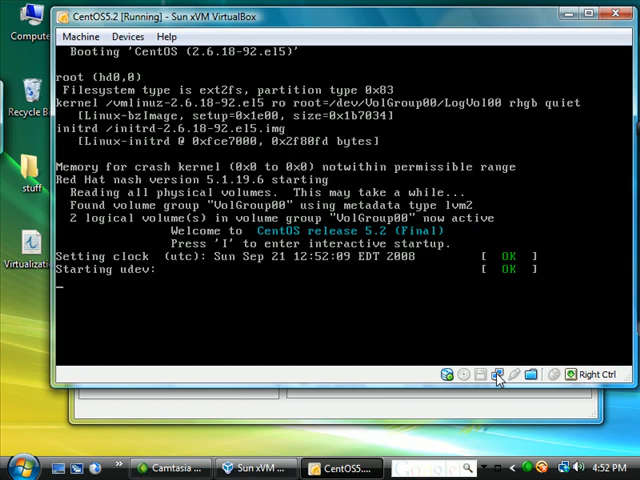 CentOS5.2 [Running] - Sun xVM VirtualBox
Machine Devices Help
Booting 'CentOS (2.6.18-92.el5)'
root (hd0,0)
Filesystem type is ext2fs, partition type 0x83
kernel /vmlinuz-2.6.18-92.el5 ro root=/dev/VolGroup00/LogVol00 rhgb quiet
[Linux-bzImage, setup=0x1e00, size=0x1b7034]
initrd /initrd-2.6.18-92.el5.img
[Linux-initrd @ 0xfce7000, 0x2f80fd bytes]
Memory for crash kernel (0x0 to 0x0) notwithin permissible range
Red Hat nash version 5.1.19.6 starting
Reading all physical volumes. This may take a while...
Found volume group "VolGroup00" using metadata type lvm2
2 logical volume(s) in volume group "VolGroup00" now active
Welcome to CentOS release 5.2 (Final)
Press 'I' to enter interactive startup.
Setting clock (utc): Sun Sep 21 12:52:09 EDT 2008 [ OK ]
Starting udev: [ OK ]
Right Ctrl
Compute
Recycle Bi
stuff
Virtualizatio
Camtasia ...
Sun xVM ...
CentOS5....
Google
4:52 PM